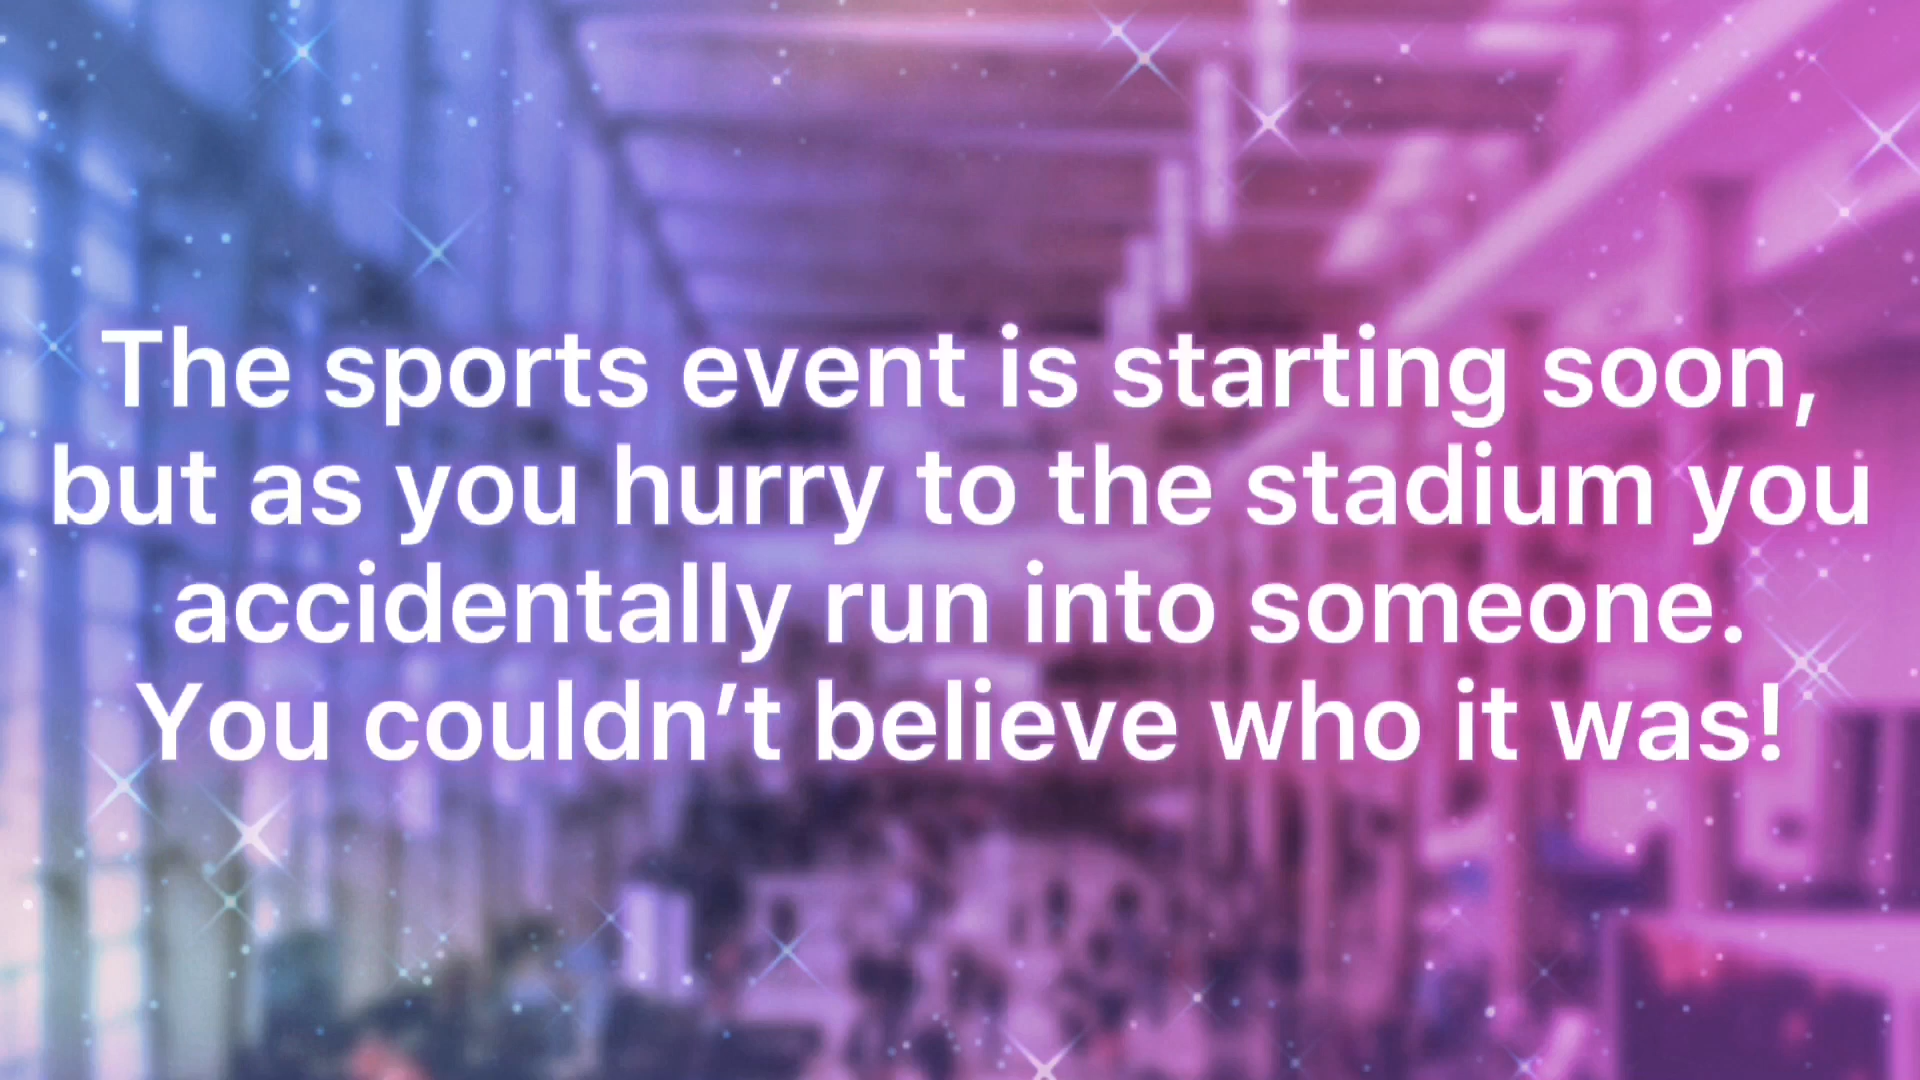 The sports event is starting soon,
but as you hurry to the stadium you
accidentally run into someone.
You couldn’t believe who it was!